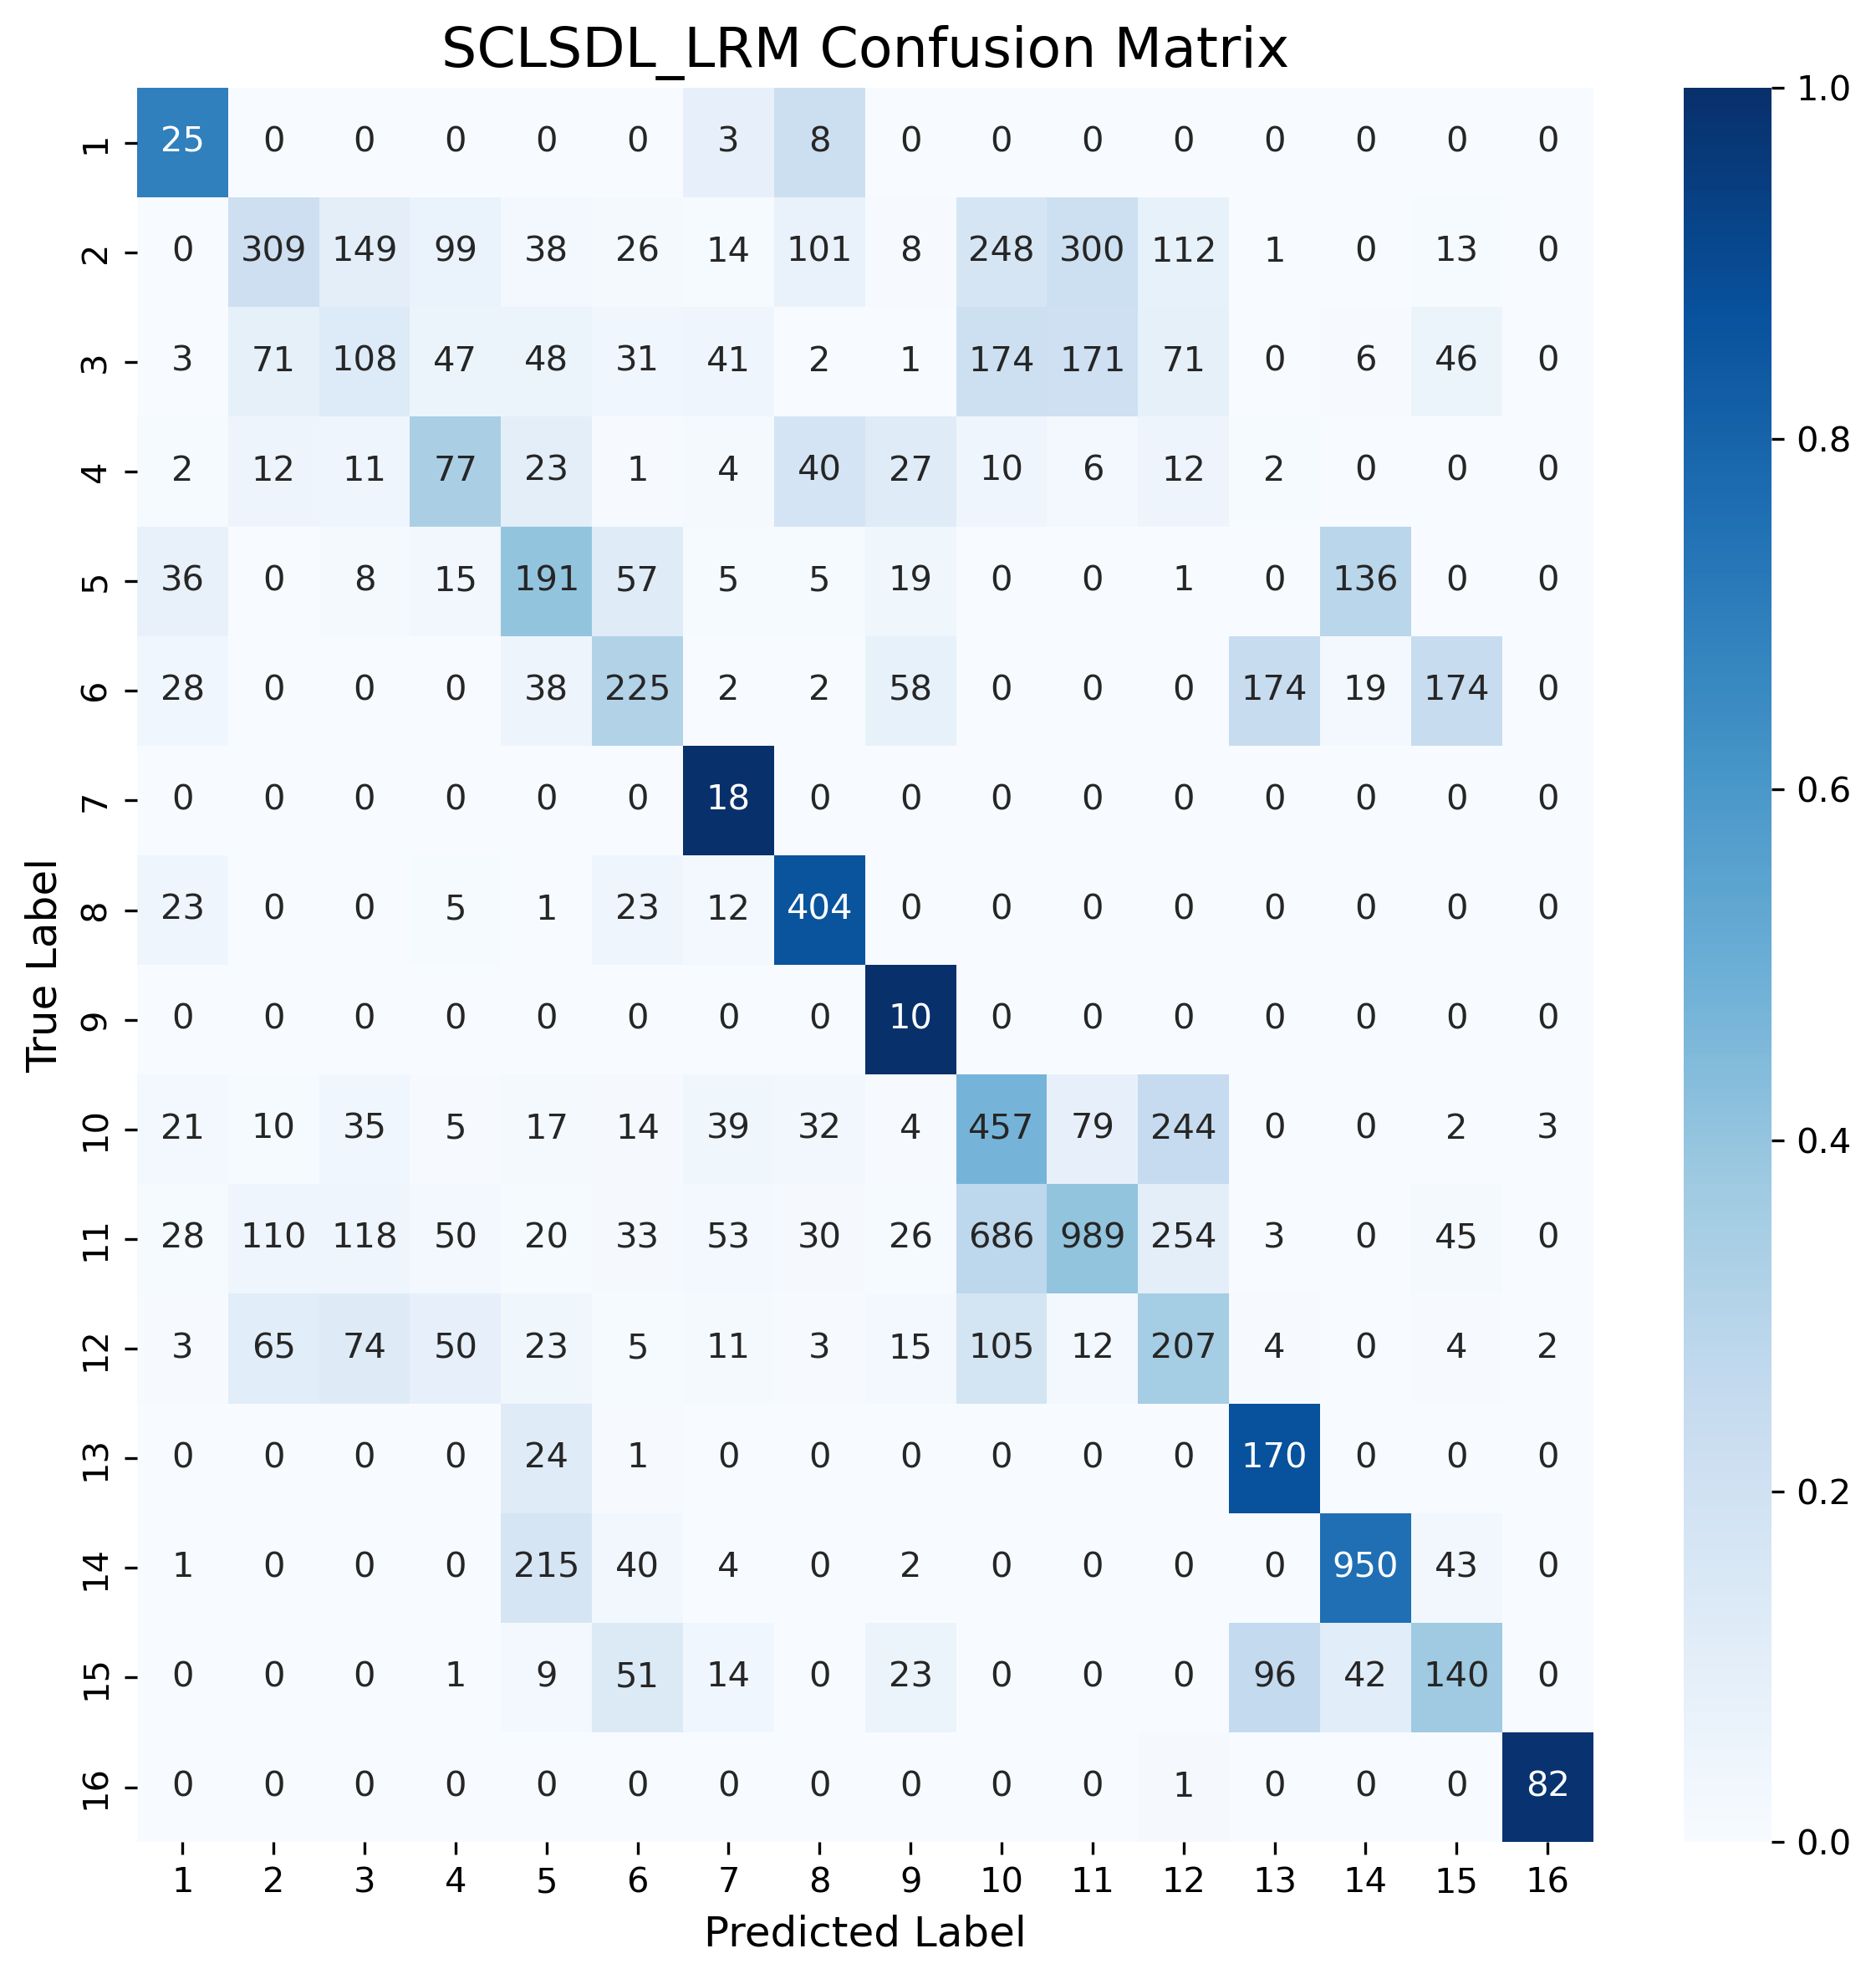 SCLSDL_LRM Confusion Matrix
1 25 0 0 0 0 0 3 8 0 0 0 0 0 0 0 0
2 0 309 149 99 38 26 14 101 8 248 300 112 1 0 13 0
3 3 71 108 47 48 31 41 2 1 174 171 71 0 6 46 0
4 2 12 11 77 23 1 4 40 27 10 6 12 2 0 0 0
5 36 0 8 15 191 57 5 5 19 0 0 1 0 136 0 0
6 28 0 0 0 38 225 2 2 58 0 0 0 174 19 174 0
7 0 0 0 0 0 0 18 0 0 0 0 0 0 0 0 0
8 23 0 0 5 1 23 12 404 0 0 0 0 0 0 0 0
9 0 0 0 0 0 0 0 0 10 0 0 0 0 0 0 0
10 21 10 35 5 17 14 39 32 4 457 79 244 0 0 2 3
11 28 110 118 50 20 33 53 30 26 686 989 254 3 0 45 0
12 3 65 74 50 23 5 11 3 15 105 12 207 4 0 4 2
13 0 0 0 0 24 1 0 0 0 0 0 0 170 0 0 0
14 1 0 0 0 215 40 4 0 2 0 0 0 0 950 43 0
15 0 0 0 1 9 51 14 0 23 0 0 0 96 42 140 0
16 0 0 0 0 0 0 0 0 0 0 0 1 0 0 0 82
1 2 3 4 5 6 7 8 9 10 11 12 13 14 15 16
Predicted Label
True Label
1.0
0.8
0.6
0.4
0.2
0.0